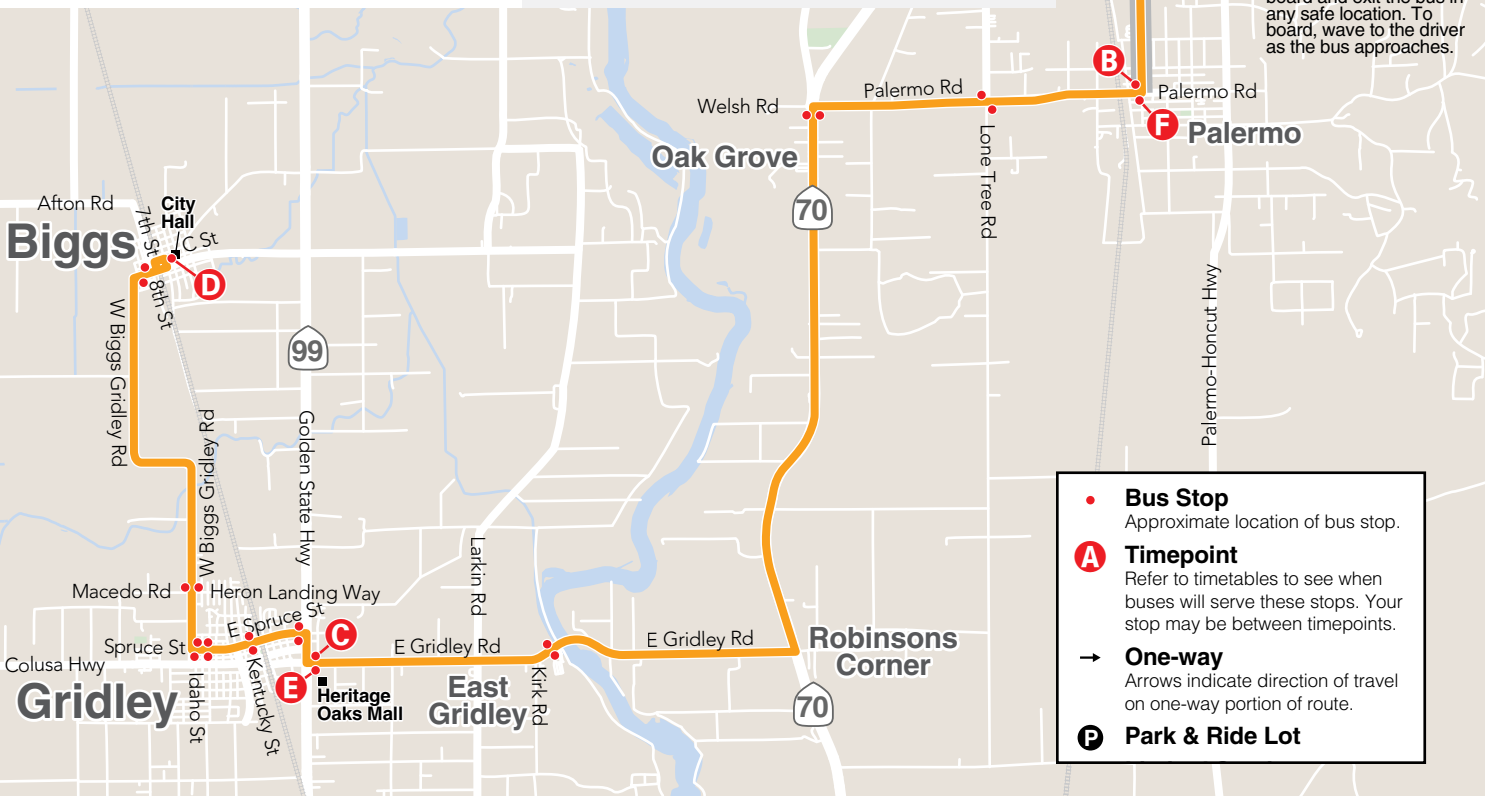 any safe location. To
board, wave to the driver
as the bus approaches.
B
Palermo Rd
Palermo Rd
Welsh Rd
F
Palermo
Oak Grove
Lone Tree Rd
70
Afton Rd
City
Hall
7th St
C St
Biggs
D
8th St
W Biggs Gridley Rd
99
Palermo-Honcut Hwy
W Biggs Gridley Rd
Golden State Hwy
Larkin Rd
Macedo Rd
Heron Landing Way
E Spruce St
C
Spruce St
E Gridley Rd
E Gridley Rd
Robinsons
Corner
Colusa Hwy
Gridley
Idaho St
Kentucky St
E
Heritage
Oaks Mall
East
Gridley
Kirk Rd
70
Bus Stop
Approximate location of bus stop.
A
Timepoint
Refer to timetables to see when
buses will serve these stops. Your
stop may be between timepoints.
One-way
Arrows indicate direction of travel
on one-way portion of route.
P
Park & Ride Lot